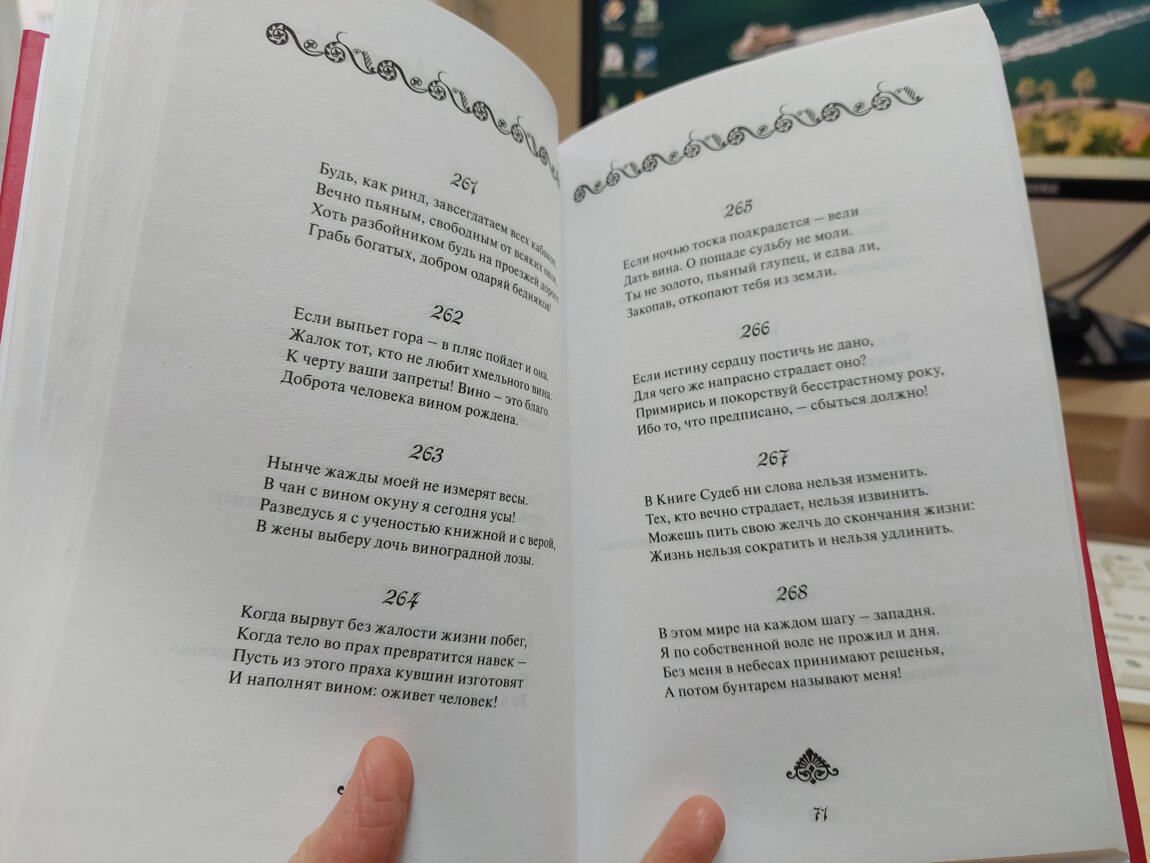 261
Будь, как ринд, завсегдатаем всех кабаков,
Вечно пьяным, свободным от всяких оков,
Хоть разбойником будь на проезжей дороге:
Грабь богатых, добром одаряй бедняков!
262
Если выпьет гора – в пляс пойдет и она.
Жалок тот, кто не любит хмельного вина.
К черту ваши запреты! Вино – это благо.
Доброта человека вином рождена.
263
Нынче жажды моей не измерят весы.
В чан с вином окуну я сегодня усы!
Разведусь я с ученостью книжной и с верой,
В жены выберу дочь виноградной лозы.
264
Когда вырвут без жалости жизни побег,
Когда тело во прах превратится навек –
Пусть из этого праха кувшин изготовят
И наполнят вином: оживет человек!
265
Если ночью тоска подкрадется – вели
Дать вина. О пощаде судьбу не моли.
Ты не золото, пьяный глупец, и едва ли,
Закопав, откопают тебя из земли.
266
Если истину сердцу постичь не дано,
Для чего же напрасно страдает оно?
Примирись и покорствуй бесстрастному року,
Ибо то, что предписано, – сбыться должно!
267
В Книге Судеб ни слова нельзя изменить.
Тех, кто вечно страдает, нельзя извинить.
Можешь пить свою желчь до скончания жизни:
Жизнь нельзя сократить и нельзя удлинить.
268
В этом мире на каждом шагу – западня.
Я по собственной воле не прожил и дня.
Без меня в небесах принимают решенья,
А потом бунтарем называют меня!
71